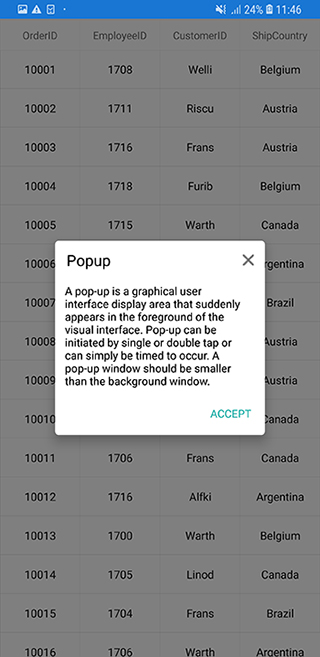 24% 11:46
OrderID EmployeeID CustomerID ShipCountry
10001 1708 Welli Belgium
10002 1711 Riscu Austria
10003 1716 Frans Austria
10004 1718 Furib Belgium
10005 1715 Warth Canada
10006 rgentina
Popup
10007 Brazil
A pop-up is a graphical user
interface display area that suddenly
appears in the foreground of the
visual interface. Pop-up can be
initiated by single or double tap or
can simply be timed to occur. A
pop-up window should be smaller
than the background window.
10008 Austria
10009 Austria
10010 Canada
ACCEPT
10011 1706 Frans Canada
10012 1716 Alfki Argentina
10013 1700 Warth Belgium
10014 1705 Linod Canada
10015 1704 Frans Brazil
10016 1706 Warth Argentina